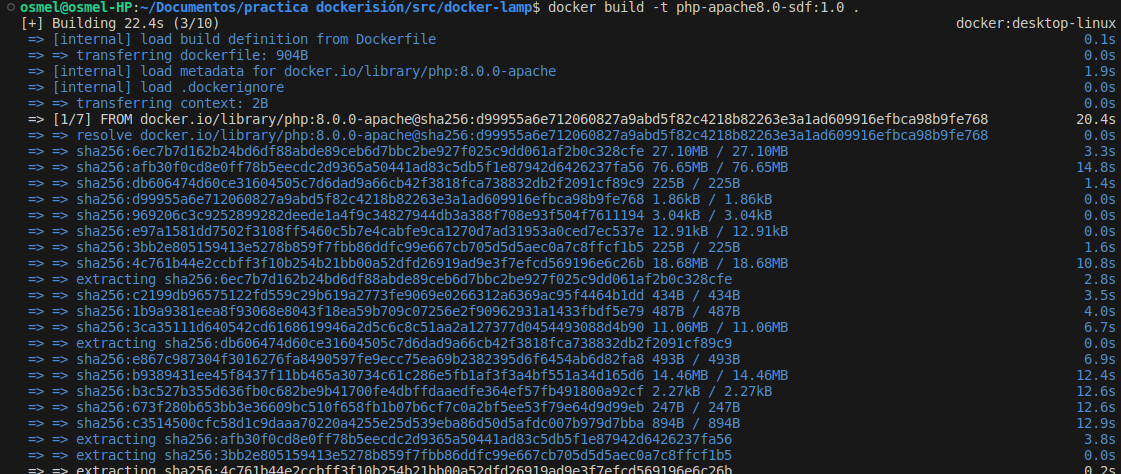 osmel@osmel-HP:~/Documentos/practica dockerisión/src/docker-lamp$ docker build -t php-apache8.0-sdf:1.0 .
[+] Building 22.4s (3/10) docker:desktop-linux
=> [internal] load build definition from Dockerfile 0.1s
=> => transferring dockerfile: 904B 0.0s
=> [internal] load metadata for docker.io/library/php:8.0.0-apache 1.9s
=> [internal] load .dockerignore 0.0s
=> => transferring context: 2B 0.0s
=> [1/7] FROM docker.io/library/php:8.0.0-apache@sha256:d99955a6e712060827a9abd5f82c4218b82263e3a1ad609916efbca98b9fe768 20.4s
=> => resolve docker.io/library/php:8.0.0-apache@sha256:d99955a6e712060827a9abd5f82c4218b82263e3a1ad609916efbca98b9fe768 0.0s
=> => sha256:6ec7b7d162b24bd6df88abde89ceb6d7bbc2be927f025c9dd061af2b0c328cfe 27.10MB / 27.10MB 3.3s
=> => sha256:afb30f0cd8e0ff78b5eecdc2d9365a50441ad83c5db5f1e87942d6426237fa56 76.65MB / 76.65MB 14.8s
=> => sha256:db606474d60ce31604505c7d6dad9a66cb42f3818fca738832db2f2091cf89c9 225B / 225B 1.4s
=> => sha256:d99955a6e712060827a9abd5f82c4218b82263e3a1ad609916efbca98b9fe768 1.86kB / 1.86kB 0.0s
=> => sha256:969206c3c9252899282deede1a4f9c34827944db3a388f708e93f504f7611194 3.04kB / 3.04kB 0.0s
=> => sha256:e97a1581dd7502f3108ff5460c5b7e4cabfe9ca1270d7ad31953a0ced7ec537e 12.91kB / 12.91kB 0.0s
=> => sha256:3bb2e805159413e5278b859f7fbb86ddfc99e667cb705d5d5aec0a7c8ffcf1b5 225B / 225B 1.6s
=> => sha256:4c761b44e2ccbff3f10b254b21bb00a52dfd26919ad9e3f7efcd569196e6c26b 18.68MB / 18.68MB 10.8s
=> => extracting sha256:6ec7b7d162b24bd6df88abde89ceb6d7bbc2be927f025c9dd061af2b0c328cfe 2.8s
=> => sha256:c2199db96575122fd559c29b619a2773fe9069e0266312a6369ac95f4464b1dd 434B / 434B 3.5s
=> => sha256:1b9a9381eea8f93068e8043f18ea59b709c07256e2f90962931a1433fbdf5e79 487B / 487B 4.0s
=> => sha256:3ca35111d640542cd6168619946a2d5c6c8c51aa2a127377d0454493088d4b90 11.06MB / 11.06MB 6.7s
=> => extracting sha256:db606474d60ce31604505c7d6dad9a66cb42f3818fca738832db2f2091cf89c9 0.0s
=> => sha256:e867c987304f3016276fa8490597fe9ecc75ea69b2382395d6f6454ab6d82fa8 493B / 493B 6.9s
=> => sha256:b9389431ee45f8437f11bb465a30734c61c286e5fb1af3f3a4bf551a34d165d6 14.46MB / 14.46MB 12.4s
=> => sha256:b3c527b355d636fb0c682be9b41700fe4dbffdaaedfe364ef57fb491800a92cf 2.27kB / 2.27kB 12.6s
=> => sha256:673f280b653bb3e36609bc510f658fb1b07b6cf7c0a2bf5ee53f79e64d9d99eb 247B / 247B 12.6s
=> => sha256:c3514500cfc58d1c9daaa70220a4255e25d539eba86d50d5afdc007b979d7bba 894B / 894B 12.9s
=> => extracting sha256:afb30f0cd8e0ff78b5eecdc2d9365a50441ad83c5db5f1e87942d6426237fa56 3.8s
=> => extracting sha256:3bb2e805159413e5278b859f7fbb86ddfc99e667cb705d5d5aec0a7c8ffcf1b5 0.0s
=> => extracting sha256:4c761b44e2ccbff3f10b254b21bb00a52dfd26919ad9e3f7efcd569196e6c26b 0.2s